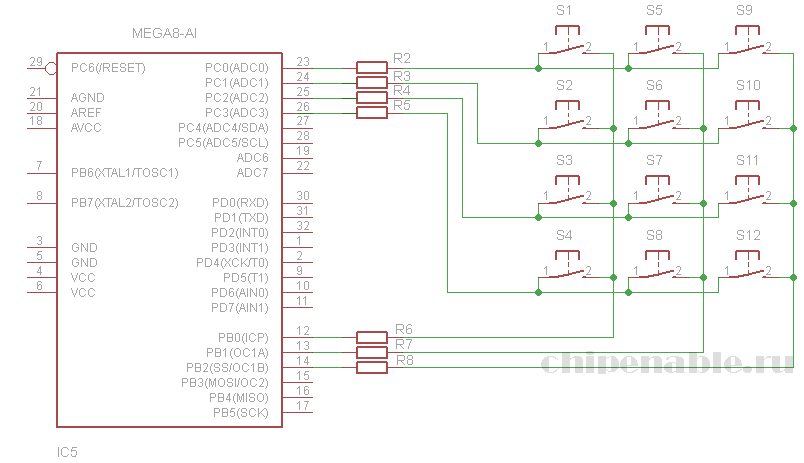 MEGA8-AI
29 PC6(/RESET) PC0(ADC0) 23 R2
PC1(ADC1) 24 R3
21 AGND PC2(ADC2) 25 R4
20 AREF PC3(ADC3) 26 R5
18 AVCC PC4(ADC4/SDA) 27
PC5(ADC5/SCL) 28
ADC6 19
7 PB6(XTAL1/TOSC1) ADC7 22
8 PB7(XTAL2/TOSC2) PD0(RXD) 30
PD1(TXD) 31
PD2(INT0) 32
3 GND PD3(INT1) 1
5 GND PD4(XCK/T0) 2
4 VCC PD5(T1) 9
6 VCC PD6(AIN0) 10
PD7(AIN1) 11
PB0(ICP) 12 R6
PB1(OC1A) 13 R7
PB2(SS/OC1B) 14 R8
PB3(MOSI/OC2) 15
PB4(MISO) 16
PB5(SCK) 17
IC5
S1 S5 S9
1 2 1 2 1 2
S2 S6 S10
1 2 1 2 1 2
S3 S7 S11
1 2 1 2 1 2
S4 S8 S12
1 2 1 2 1 2
chipenable.ru